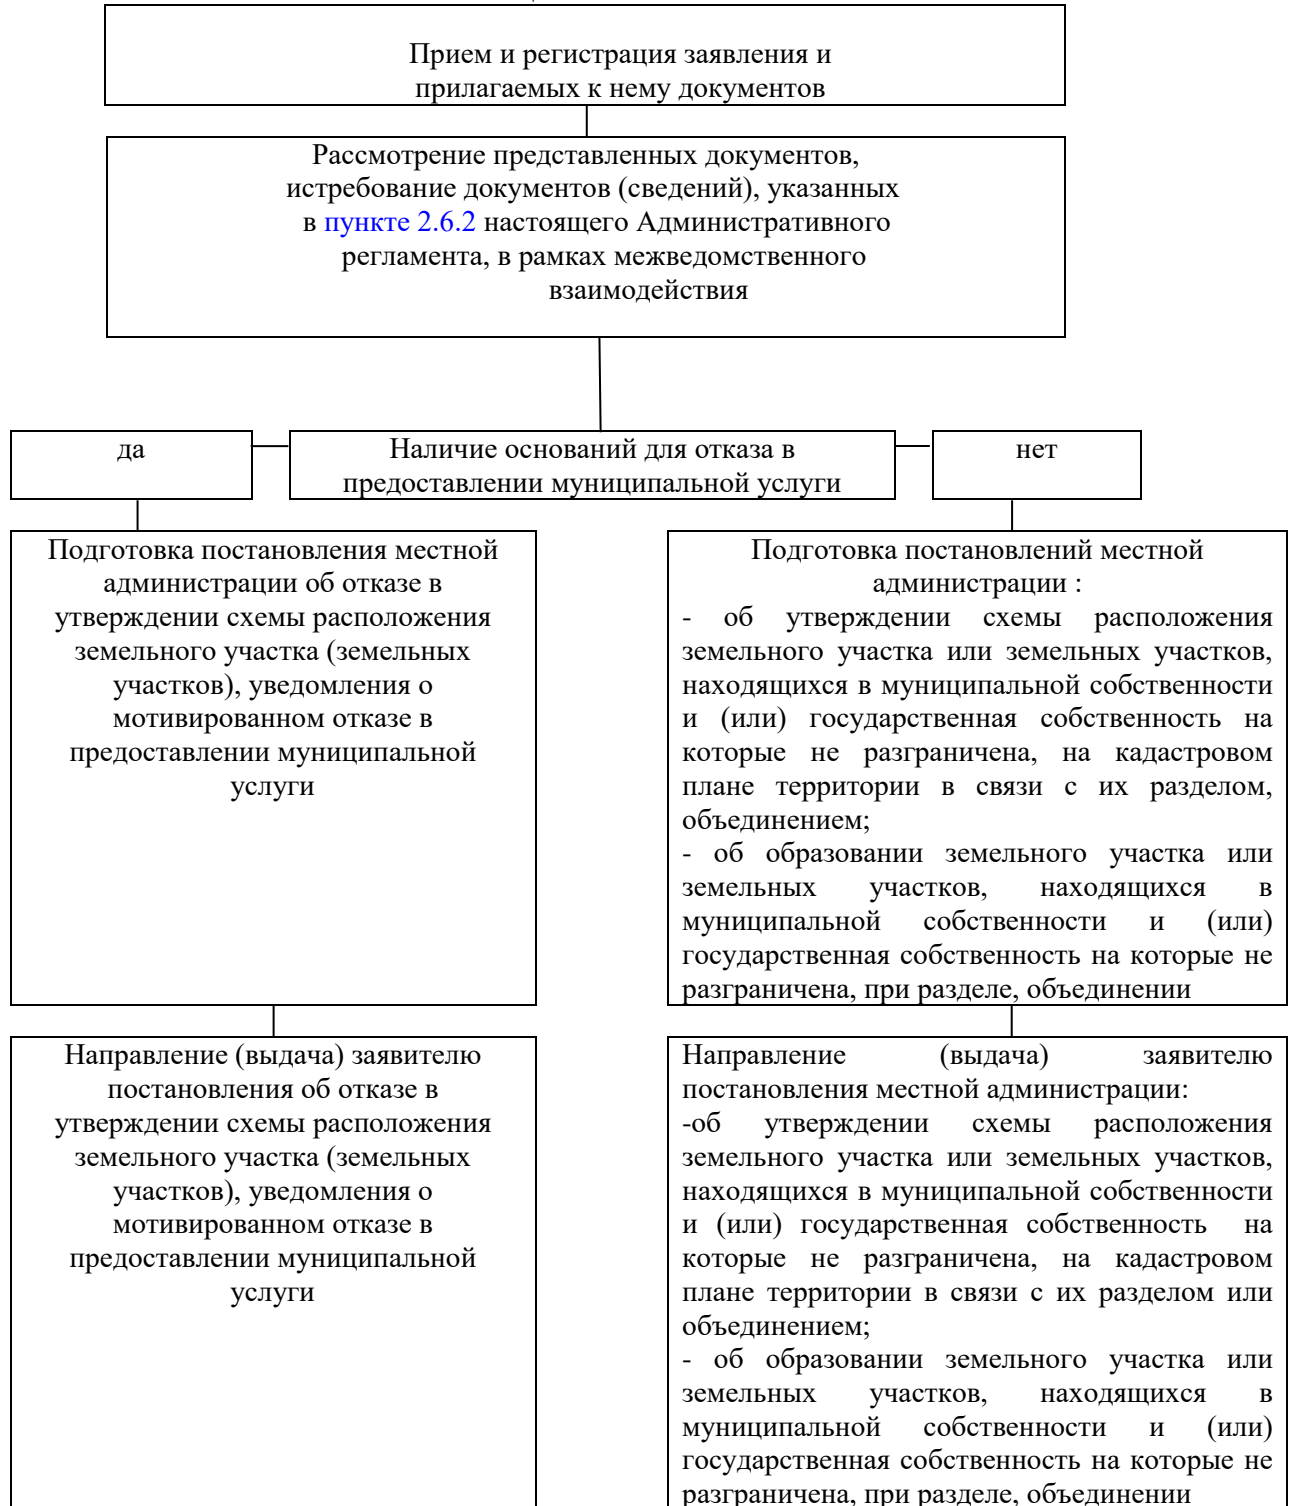 Прием и регистрация заявления и
прилагаемых к нему документов
Рассмотрение представленных документов,
истребование документов (сведений), указанных
в пункте 2.6.2 настоящего Административного
регламента, в рамках межведомственного
взаимодействия
да
Наличие оснований для отказа в
предоставлении муниципальной услуги
нет
Подготовка постановления местной
администрации об отказе в
утверждении схемы расположения
земельного участка (земельных
участков), уведомления о
мотивированном отказе в
предоставлении муниципальной
услуги
Подготовка постановлений местной
администрации :
- об утверждении схемы расположения
земельного участка или земельных участков,
находящихся в муниципальной собственности
и (или) государственная собственность на
которые не разграничена, на кадастровом
плане территории в связи с их разделом,
объединением;
- об образовании земельного участка или
земельных участков, находящихся в
муниципальной собственности и (или)
государственная собственность на которые не
разграничена, при разделе, объединении
Направление (выдача) заявителю
постановления об отказе в
утверждении схемы расположения
земельного участка (земельных
участков), уведомления о
мотивированном отказе в
предоставлении муниципальной
услуги
Направление (выдача) заявителю
постановления местной администрации:
-об утверждении схемы расположения
земельного участка или земельных участков,
находящихся в муниципальной собственности
и (или) государственная собственность на
которые не разграничена, на кадастровом
плане территории в связи с их разделом или
объединением;
- об образовании земельного участка или
земельных участков, находящихся в
муниципальной собственности и (или)
государственная собственность на которые не
разграничена, при разделе, объединении